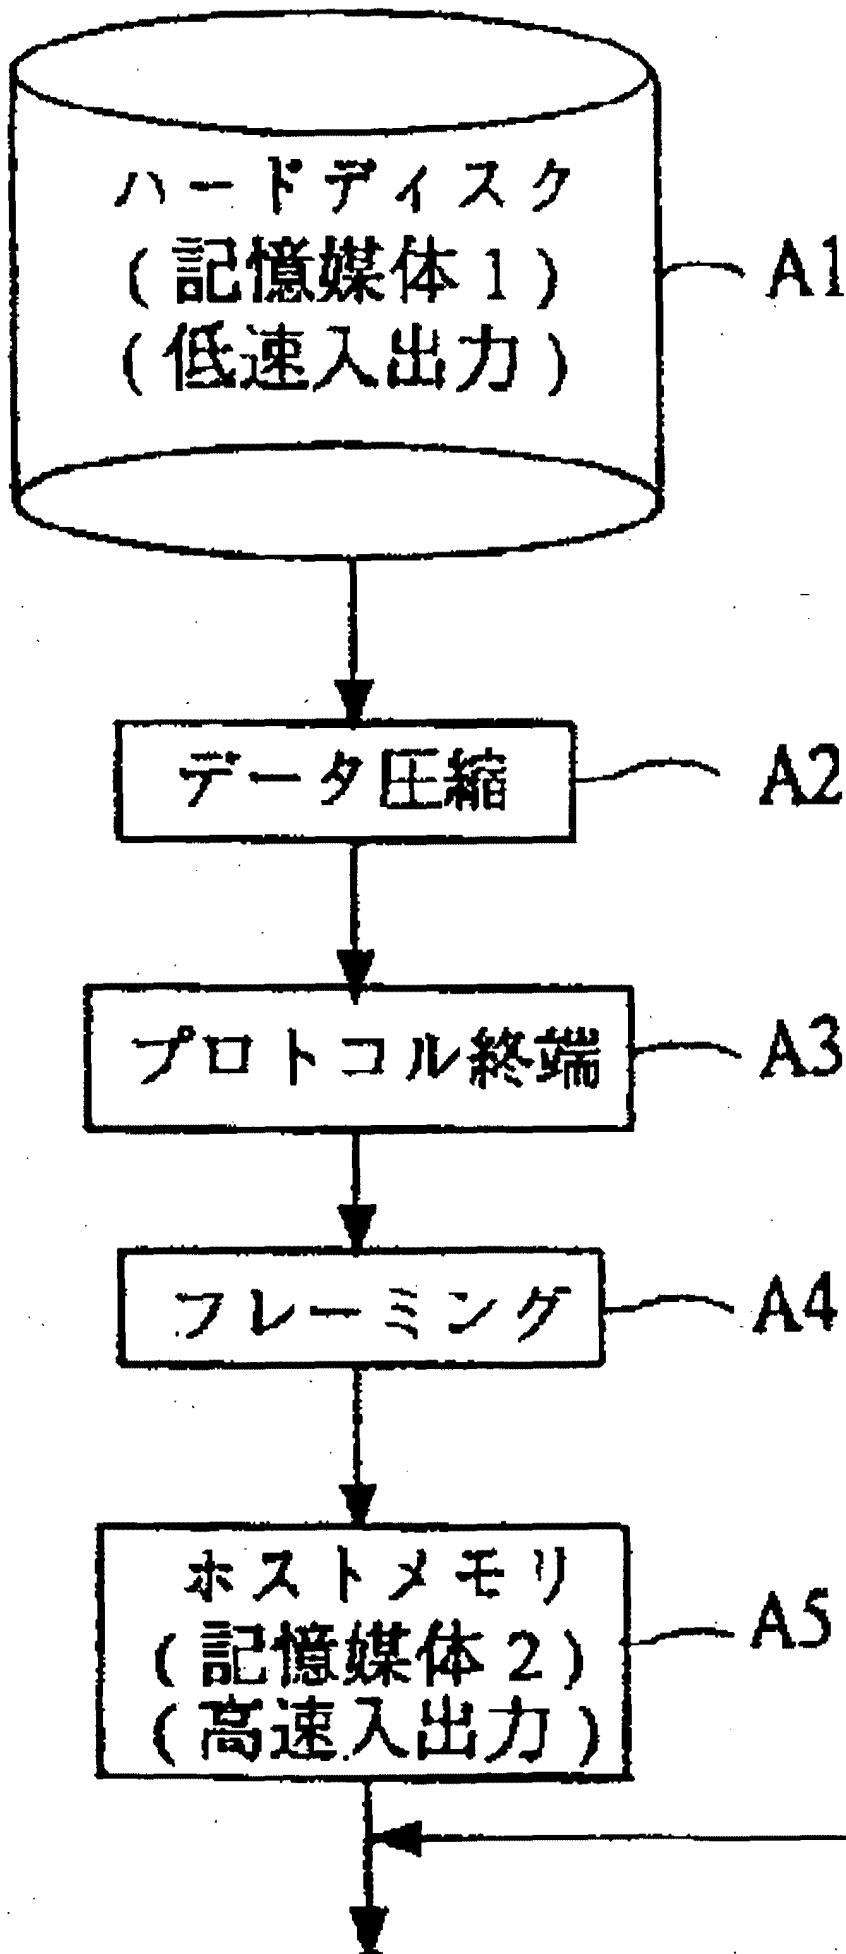 ハードディスク
(記憶媒体1)
(低速入出力)
A1
データ圧縮
A2
プロトコル終端
A3
フレーミング
A4
ホストメモリ
(記憶媒体2)
(高速入出力)
A5